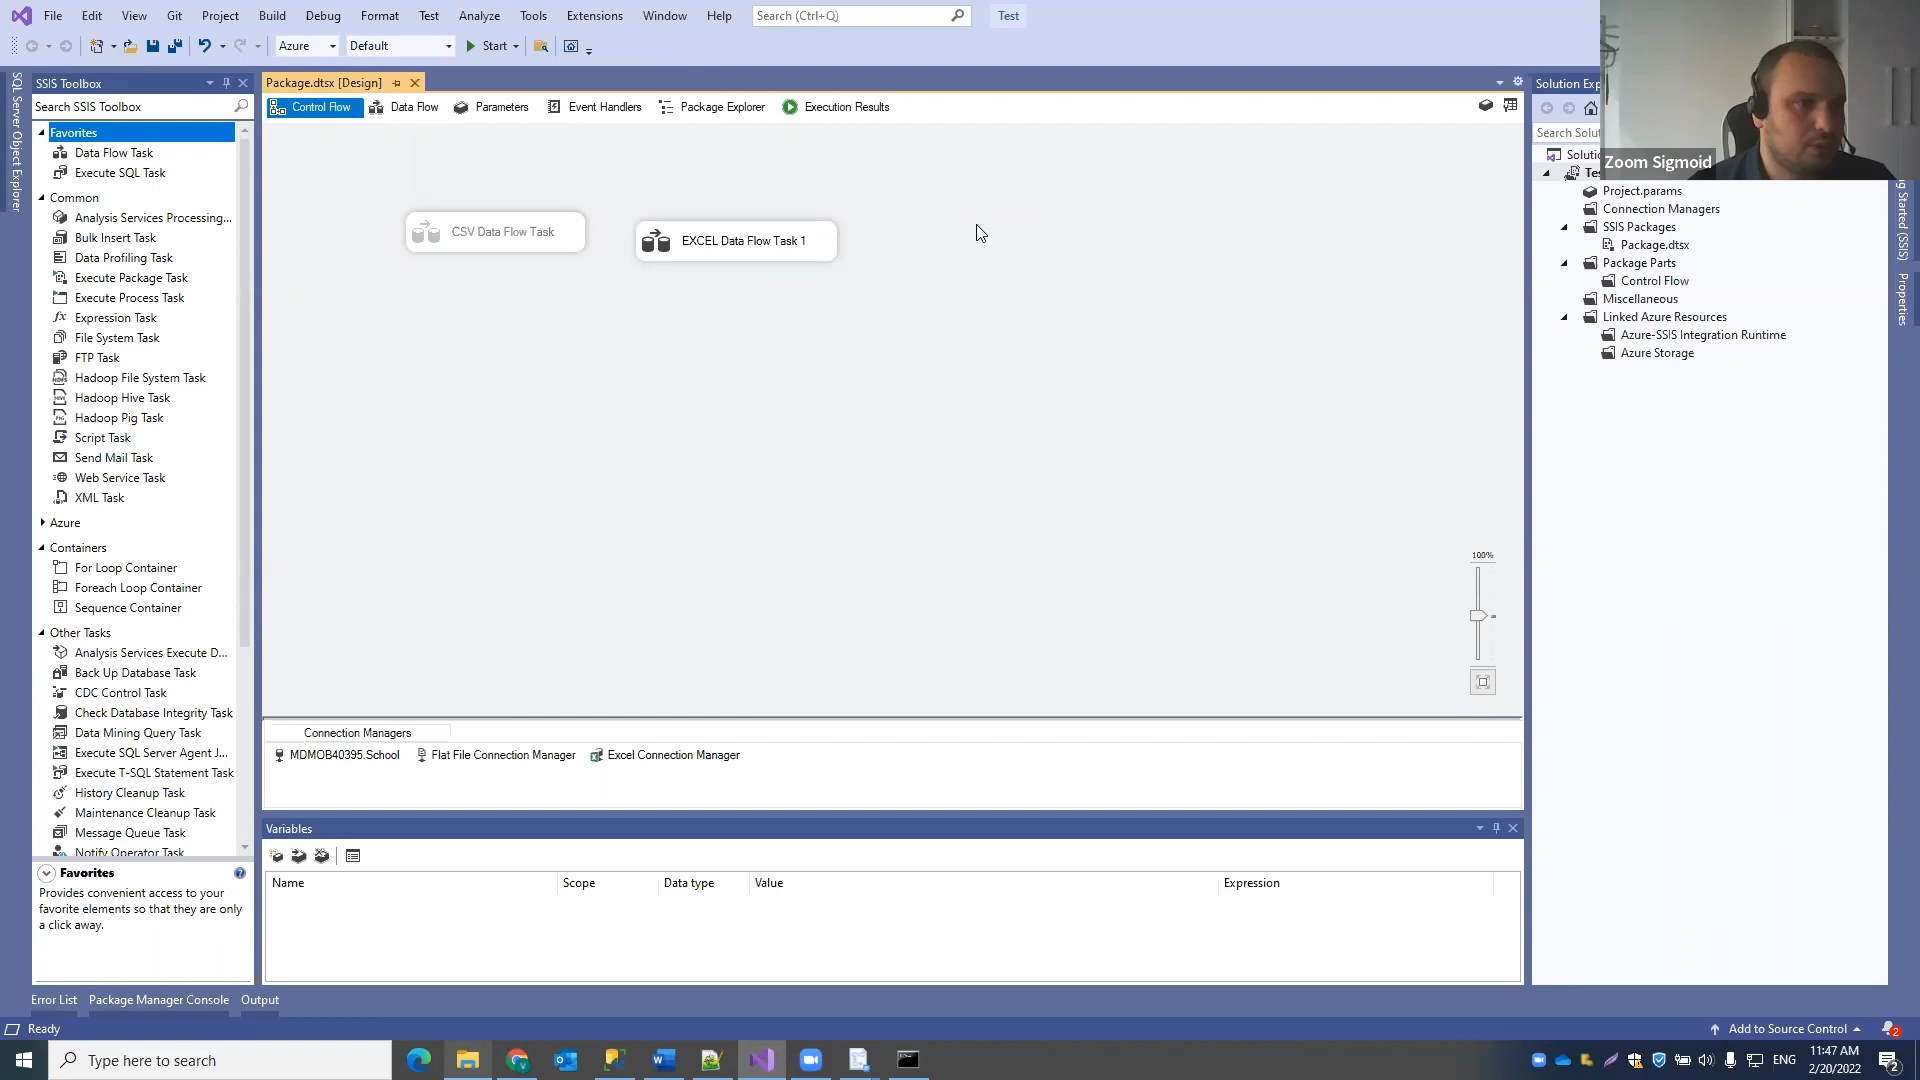 File Edit View Git Project Build Debug Format Test Analyze Tools Extensions Window Help Search (Ctrl+Q) Test
Azure Default Start
SQL Server Object Explorer
SSIS Toolbox
Search SSIS Toolbox
Favorites
Data Flow Task
Execute SQL Task
Common
Analysis Services Processing...
Bulk Insert Task
Data Profiling Task
Execute Package Task
Execute Process Task
Expression Task
File System Task
FTP Task
Hadoop File System Task
Hadoop Hive Task
Hadoop Pig Task
Script Task
Send Mail Task
Web Service Task
XML Task
Azure
Containers
For Loop Container
Foreach Loop Container
Sequence Container
Other Tasks
Analysis Services Execute D...
Back Up Database Task
CDC Control Task
Check Database Integrity Task
Data Mining Query Task
Execute SQL Server Agent J...
Execute T-SQL Statement Task
History Cleanup Task
Maintenance Cleanup Task
Message Queue Task
Notify Operator Task
Favorites
Provides convenient access to your
favorite elements so that they are only
a click away.
Package.dtsx [Design]
Control Flow Data Flow Parameters Event Handlers Package Explorer Execution Results
CSV Data Flow Task
EXCEL Data Flow Task 1
100%
Connection Managers
MDMOB40395.School Flat File Connection Manager Excel Connection Manager
Variables
Name Scope Data type Value Expression
Solution Exp
Search Solu
Soluti
Tes
Project.params
Connection Managers
SSIS Packages
Package.dtsx
Package Parts
Control Flow
Miscellaneous
Linked Azure Resources
Azure-SSIS Integration Runtime
Azure Storage
Zoom Sigmoid
g Started (SSIS)
Properties
Error List Package Manager Console Output
Ready
Add to Source Control
2
Type here to search
ENG
11:47 AM
2/20/2022
2